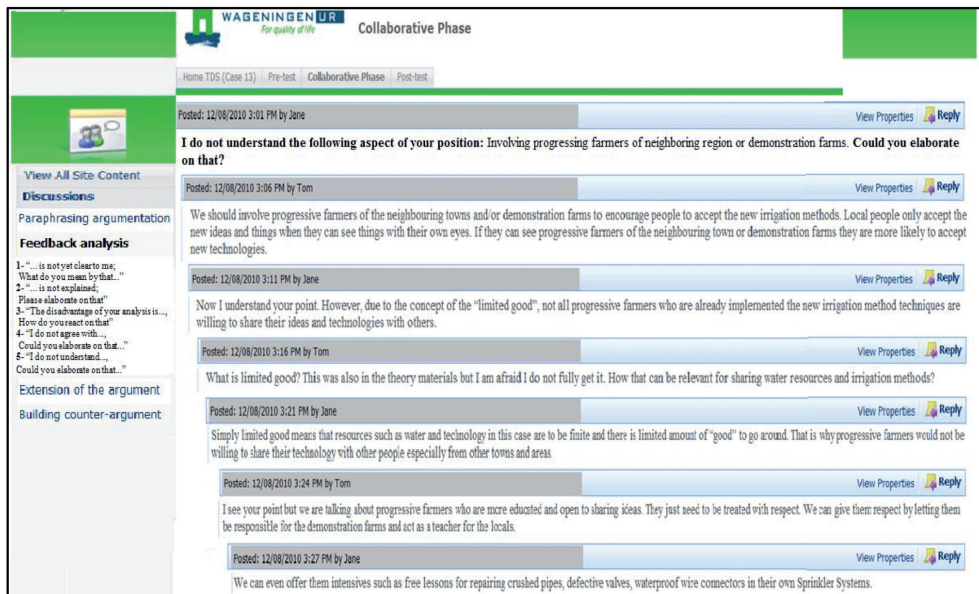 WAGENINGEN UR
For quality of life
Collaborative Phase
Home TDS (Case 13) Pre-test Collaborative Phase Post-test
Posted: 12/08/2010 3:01 PM by Jane View Properties Reply
I do not understand the following aspect of your position: Involving progressing farmers of neighboring region or demonstration farms. Could you elaborate
on that?
View All Site Content
Discussions
Paraphrasing argumentation
Feedback analysis
1- “... is not yet clear to me;
What do you mean by that...”
2- “... is not explained;
Please elaborate on that”
3- “The disadvantage of your analysis is...,
How do you react on that”
4- “I do not agree with...,
Could you elaborate on that...”
5- “I do not understand...,
Could you elaborate on that...”
Extension of the argument
Building counter-argument
Posted: 12/08/2010 3:06 PM by Tom View Properties Reply
We should involve progressive farmers of the neighbouring towns and/or demonstration farms to encourage people to accept the new irrigation methods. Local people only accept the
new ideas and things when they can see things with their own eyes. If they can see progressive farmers of the neighbouring town or demonstration farms they are more likely to accept
new technologies.
Posted: 12/08/2010 3:11 PM by Jane View Properties Reply
Now I understand your point. However, due to the concept of the “limited good”, not all progressive farmers who are already implemented the new irrigation method techniques are
willing to share their ideas and technologies with others.
Posted: 12/08/2010 3:16 PM by Tom View Properties Reply
What is limited good? This was also in the theory materials but I am afraid I do not fully get it. How that can be relevant for sharing water resources and irrigation methods?
Posted: 12/08/2010 3:21 PM by Jane View Properties Reply
Simply limited good means that resources such as water and technology in this case are to be finite and there is limited amount of “good” to go around. That is why progressive farmers would not be
willing to share their technology with other people especially from other towns and areas.
Posted: 12/08/2010 3:24 PM by Tom View Properties Reply
I see your point but we are talking about progressive farmers who are more educated and open to sharing ideas. They just need to be treated with respect. We can give them respect by letting them
be responsible for the demonstration farms and act as a teacher for the locals.
Posted: 12/08/2010 3:27 PM by Jane View Properties Reply
We can even offer them intensives such as free lessons for repairing crushed pipes, defective valves, waterproof wire connectors in their own Sprinkler Systems.